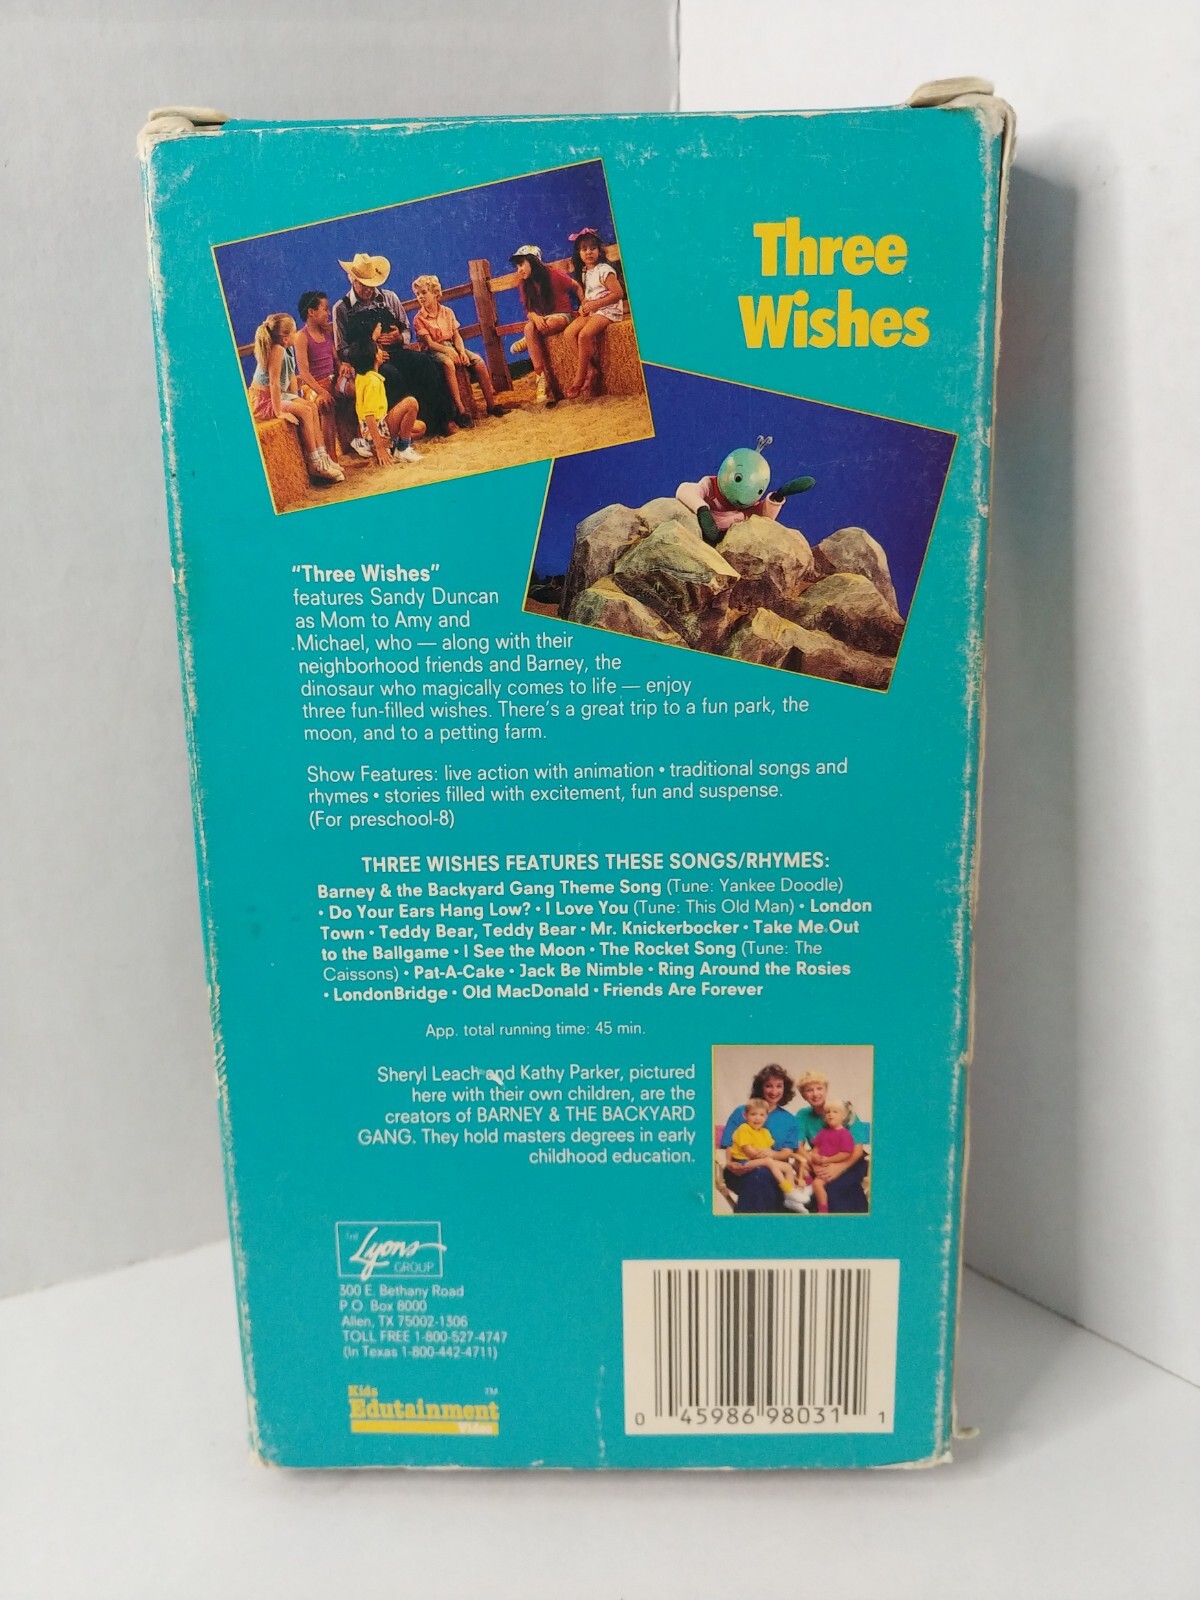 Three
Wishes
"Three Wishes"
features Sandy Duncan
as Mom to Amy and
Michael, who — along with their
neighborhood friends and Barney, the
dinosaur who magically comes to life — enjoy
three fun-filled wishes. There's a great trip to a fun park, the
moon, and to a petting farm.
Show Features: live action with animation • traditional songs and
rhymes • stories filled with excitement, fun and suspense.
(For preschool-8)
THREE WISHES FEATURES THESE SONGS/RHYMES:
Barney & the Backyard Gang Theme Song (Tune: Yankee Doodle)
• Do Your Ears Hang Low? • I Love You (Tune: This Old Man) • London
Town • Teddy Bear, Teddy Bear • Mr. Knickerbocker • Take Me Out
to the Ballgame • I See the Moon • The Rocket Song (Tune: The
Caissons) • Pat-A-Cake • Jack Be Nimble • Ring Around the Rosies
• LondonBridge • Old MacDonald • Friends Are Forever
App. total running time: 45 min.
Sheryl Leach and Kathy Parker, pictured
here with their own children, are the
creators of BARNEY & THE BACKYARD
GANG. They hold masters degrees in early
childhood education.
THE
Lyons
GROUP
300 E. Bethany Road
P.O. Box 8000
Allen, TX 75002-1306
TOLL FREE 1-800-527-4747
(In Texas 1-800-442-4711)
Kids TM
Edutainment
Video
0 45986 98031 1